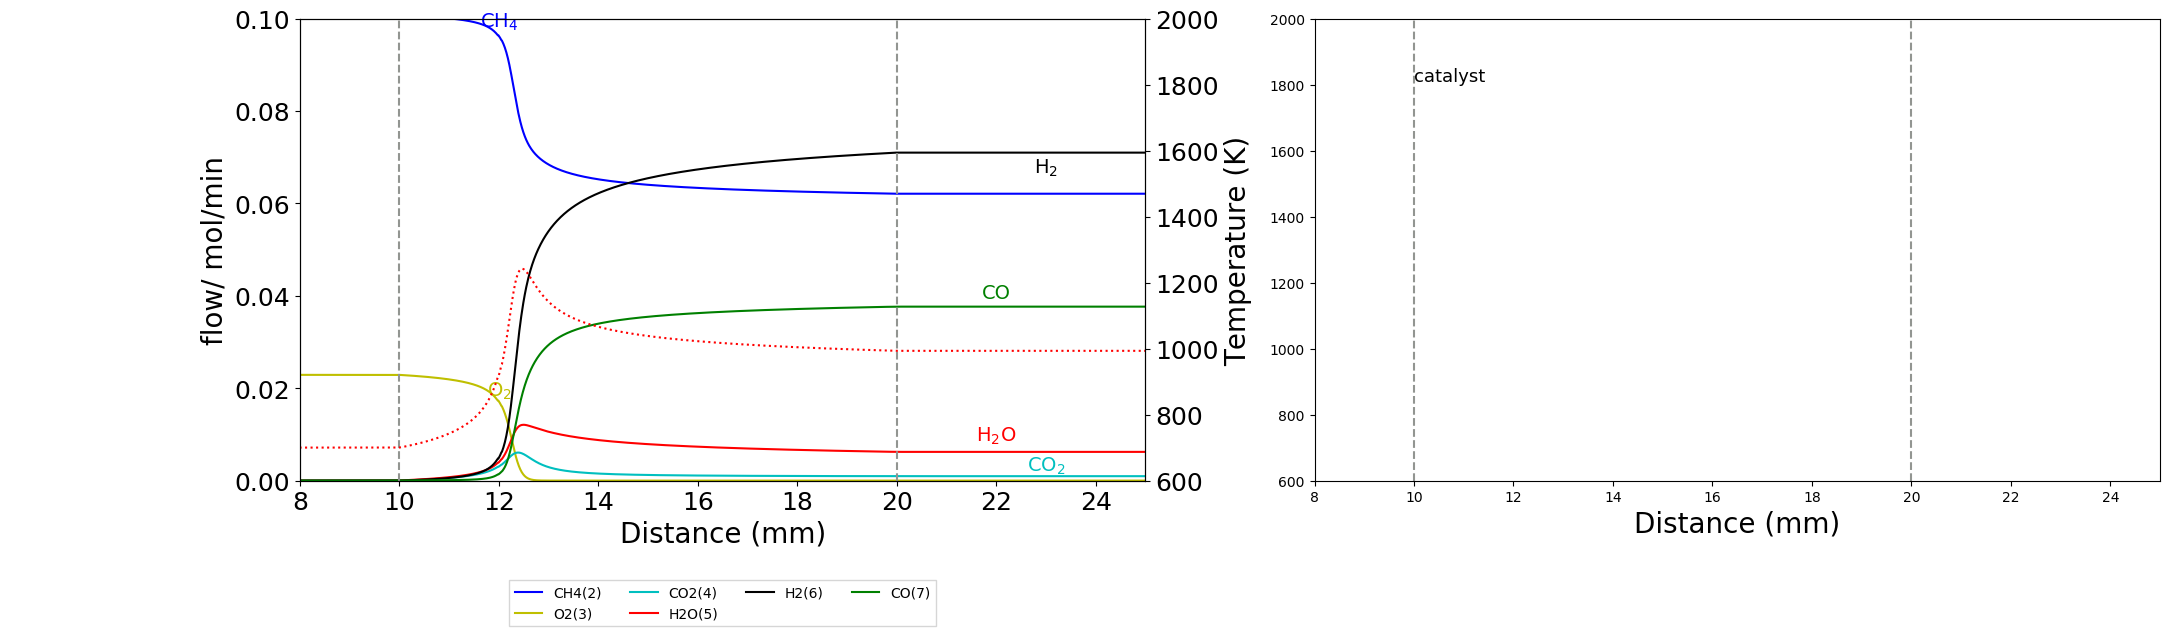 0.10
0.08
0.06
0.04
0.02
0.00
flow/ mol/min
CH₄
H₂
CO
O₂
H₂O
CO₂
8 10 12 14 16 18 20 22 24
Distance (mm)
2000
1800
1600
1400
1200
1000
800
600
Temperature (K)
CH4(2) CO2(4) H2(6) CO(7)
O2(3) H2O(5)
2000
1800
1600
1400
1200
1000
800
600
catalyst
8 10 12 14 16 18 20 22 24
Distance (mm)